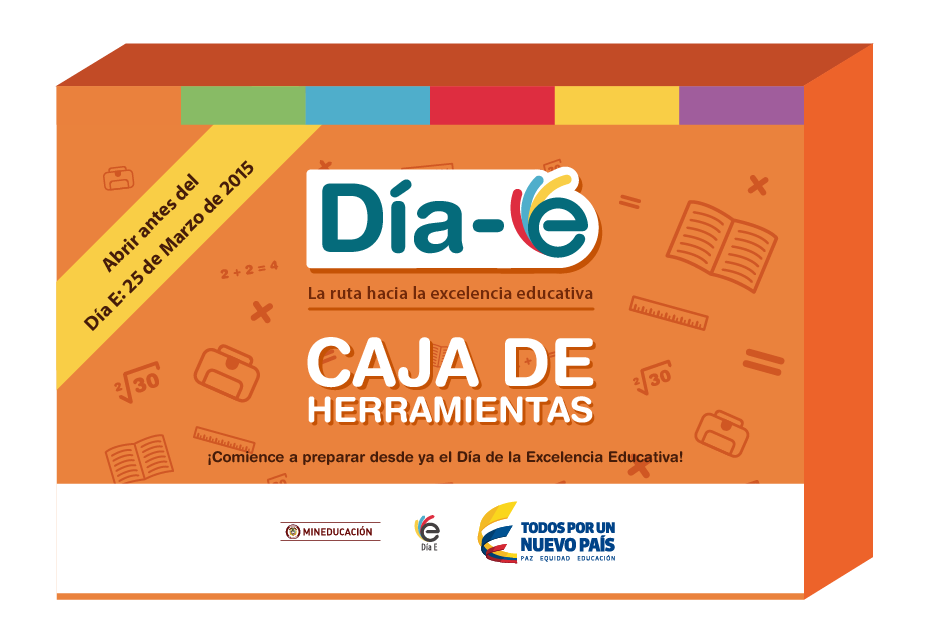 Abrir antes del
Día E: 25 de Marzo de 2015
Día-e
La ruta hacia la excelencia educativa
2 + 2 = 4
CAJA DE
HERRAMIENTAS
2√30
2√30
¡Comience a preparar desde ya el Día de la Excelencia Educativa!
MINEDUCACIÓN
e
Día E
TODOS POR UN
NUEVO PAÍS
PAZ EQUIDAD EDUCACIÓN